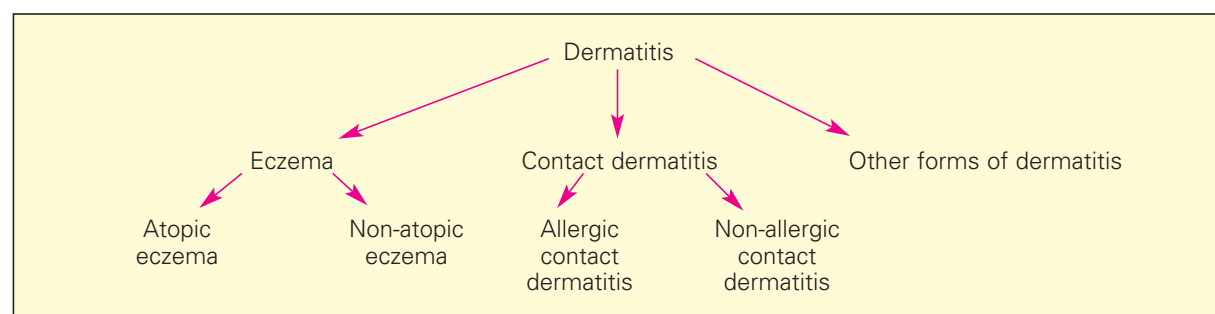 Dermatitis
Eczema
Contact dermatitis
Other forms of dermatitis
Atopic
eczema
Non-atopic
eczema
Allergic
contact
dermatitis
Non-allergic
contact
dermatitis